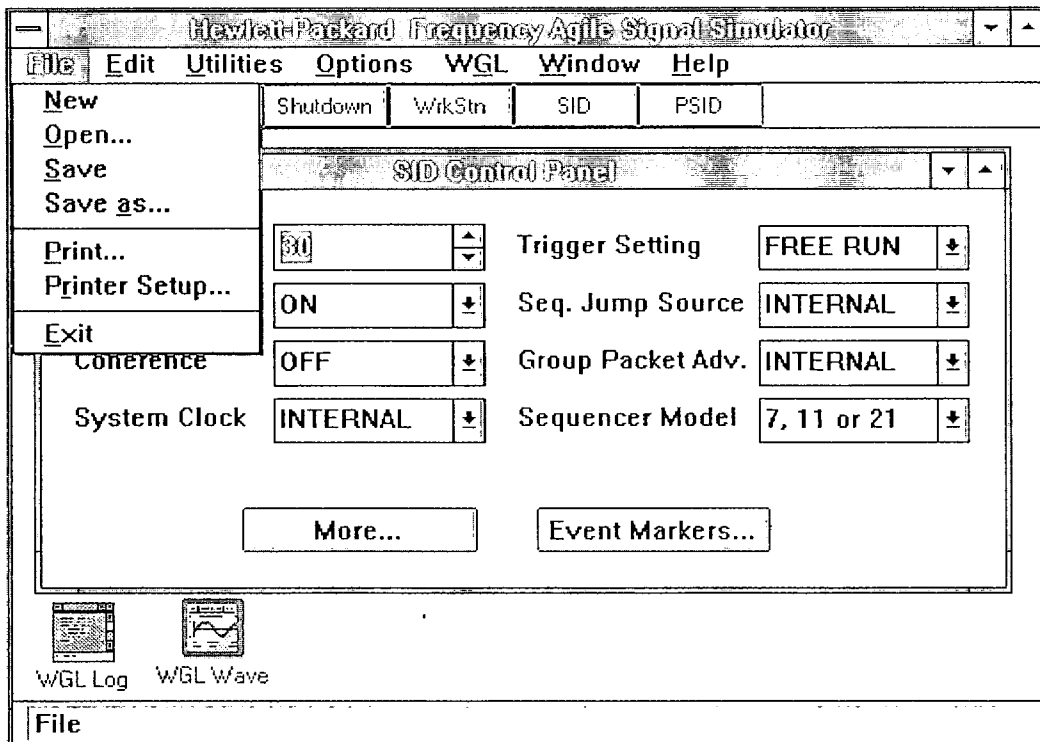 Hewlett-Packard Frequency Agile Signal Simulator
File Edit Utilities Options WGL Window Help
New
Open...
Save
Save as...
Print...
Printer Setup...
Exit
Shutdown WrkStn SID PSID
SID Control Panel
30 Trigger Setting FREE RUN
ON Seq. Jump Source INTERNAL
Coherence OFF Group Packet Adv. INTERNAL
System Clock INTERNAL Sequencer Model 7, 11 or 21
More... Event Markers...
WGL Log WGL Wave
File